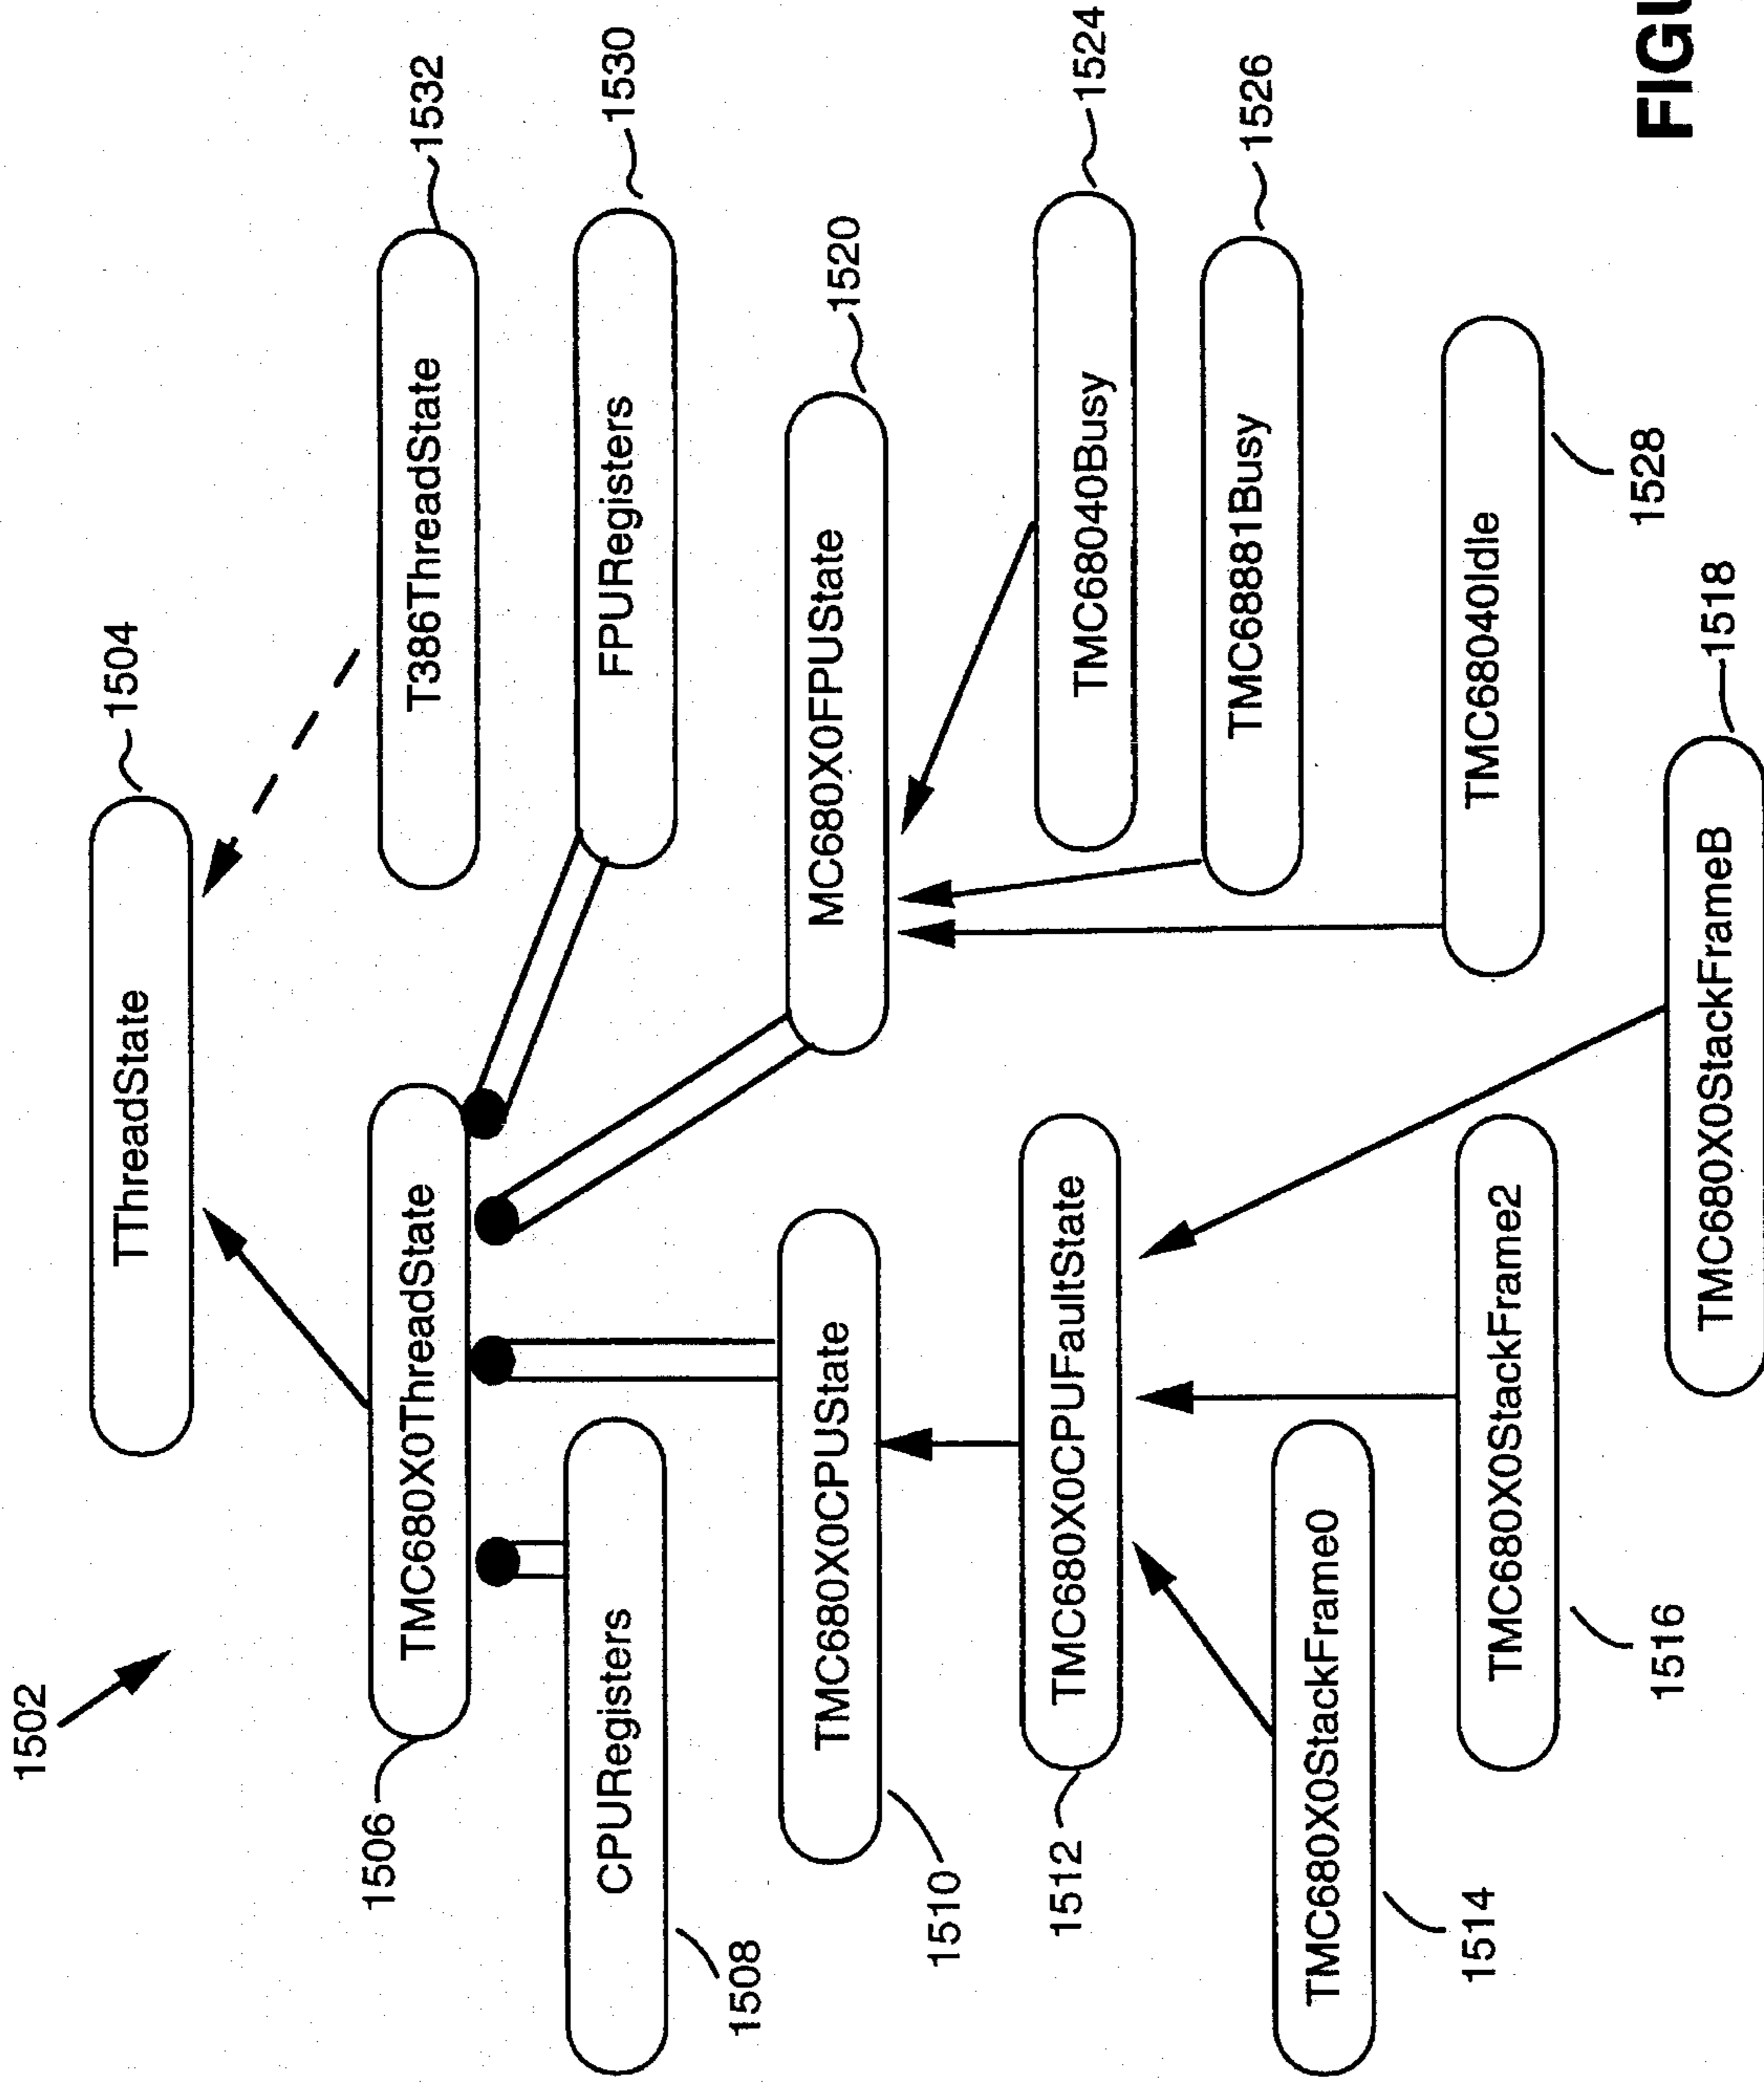 1502
TThreadState
1504
1506
TMC680X0ThreadState
T386ThreadState
1532
CPURegisters
1508
FPURegisters
1530
TMC680X0CPUState
1510
MC680X0FPUState
1520
1512
TMC680X0CPUFaultState
TMC68040Busy
1524
TMC68881Busy
1526
TMC680X0StackFrame0
1514
TMC680X0StackFrame2
1516
TMC68040Idle
1528
TMC680X0StackFrameB
1518
FIGU